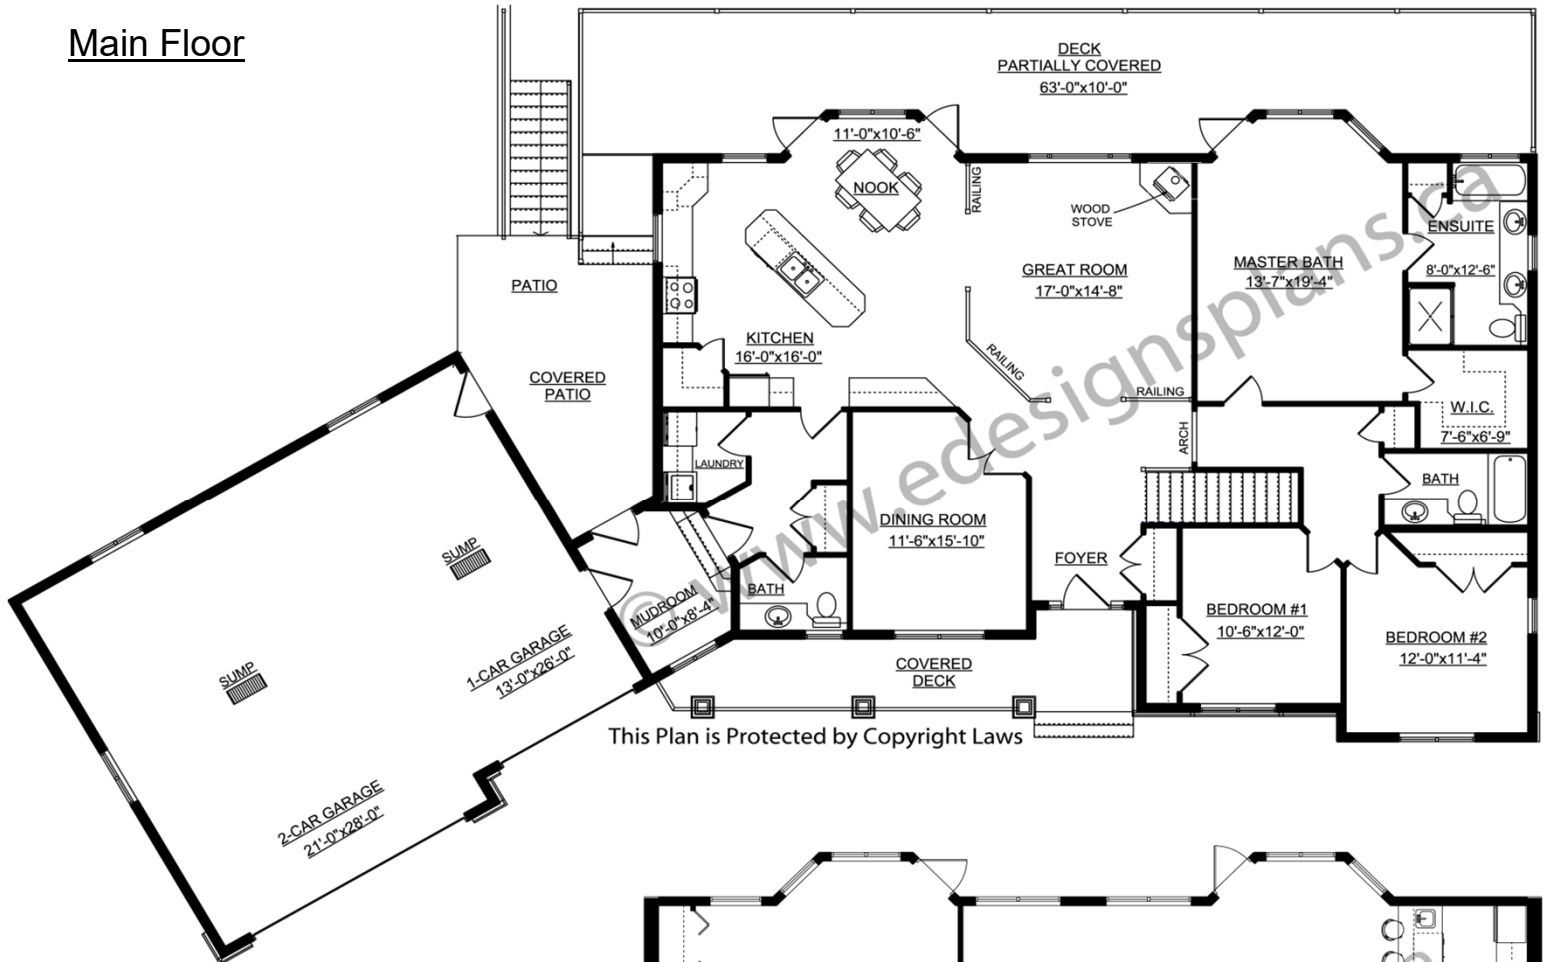 Main Floor
DECK
PARTIALLY COVERED
63'-0"x10'-0"
11'-0"x10'-6"
NOOK
RAILING
WOOD
STOVE
GREAT ROOM
17'-0"x14'-8"
MASTER BATH
13'-7"x19'-4"
ENSUITE
8'-0"x12'-6"
PATIO
KITCHEN
16'-0"x16'-0"
COVERED
PATIO
RAILING
RAILING
ARCH
W.I.C.
7'-6"x6'-9"
LAUNDRY
BATH
DINING ROOM
11'-6"x15'-10"
FOYER
SUMP
BATH
MUDROOM
10'-0"x8'-4"
BEDROOM #1
10'-6"x12'-0"
BEDROOM #2
12'-0"x11'-4"
1-CAR GARAGE
13'-0"x26'-0"
COVERED
DECK
SUMP
This Plan is Protected by Copyright Laws
2-CAR GARAGE
21'-0"x28'-0"
© www.edesignsplans.ca